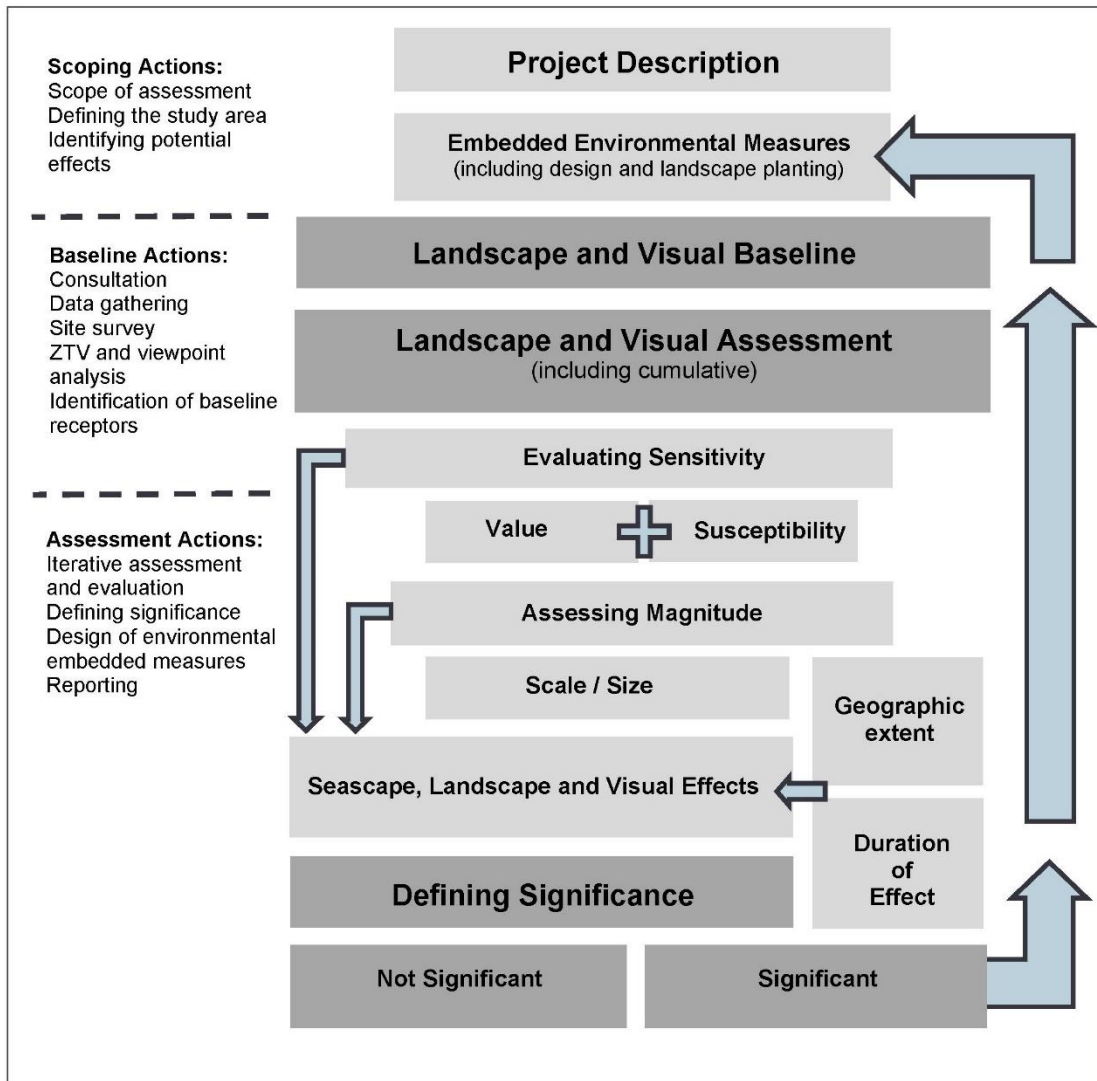 Scoping Actions:
Scope of assessment
Defining the study area
Identifying potential
effects
Baseline Actions:
Consultation
Data gathering
Site survey
ZTV and viewpoint
analysis
Identification of baseline
receptors
Assessment Actions:
Iterative assessment
and evaluation
Defining significance
Design of environmental
embedded measures
Reporting
Project Description
Embedded Environmental Measures
(including design and landscape planting)
Landscape and Visual Baseline
Landscape and Visual Assessment
(including cumulative)
Evaluating Sensitivity
Value
Susceptibility
Assessing Magnitude
Scale / Size
Geographic
extent
Seascape, Landscape and Visual Effects
Duration
of
Effect
Defining Significance
Not Significant
Significant